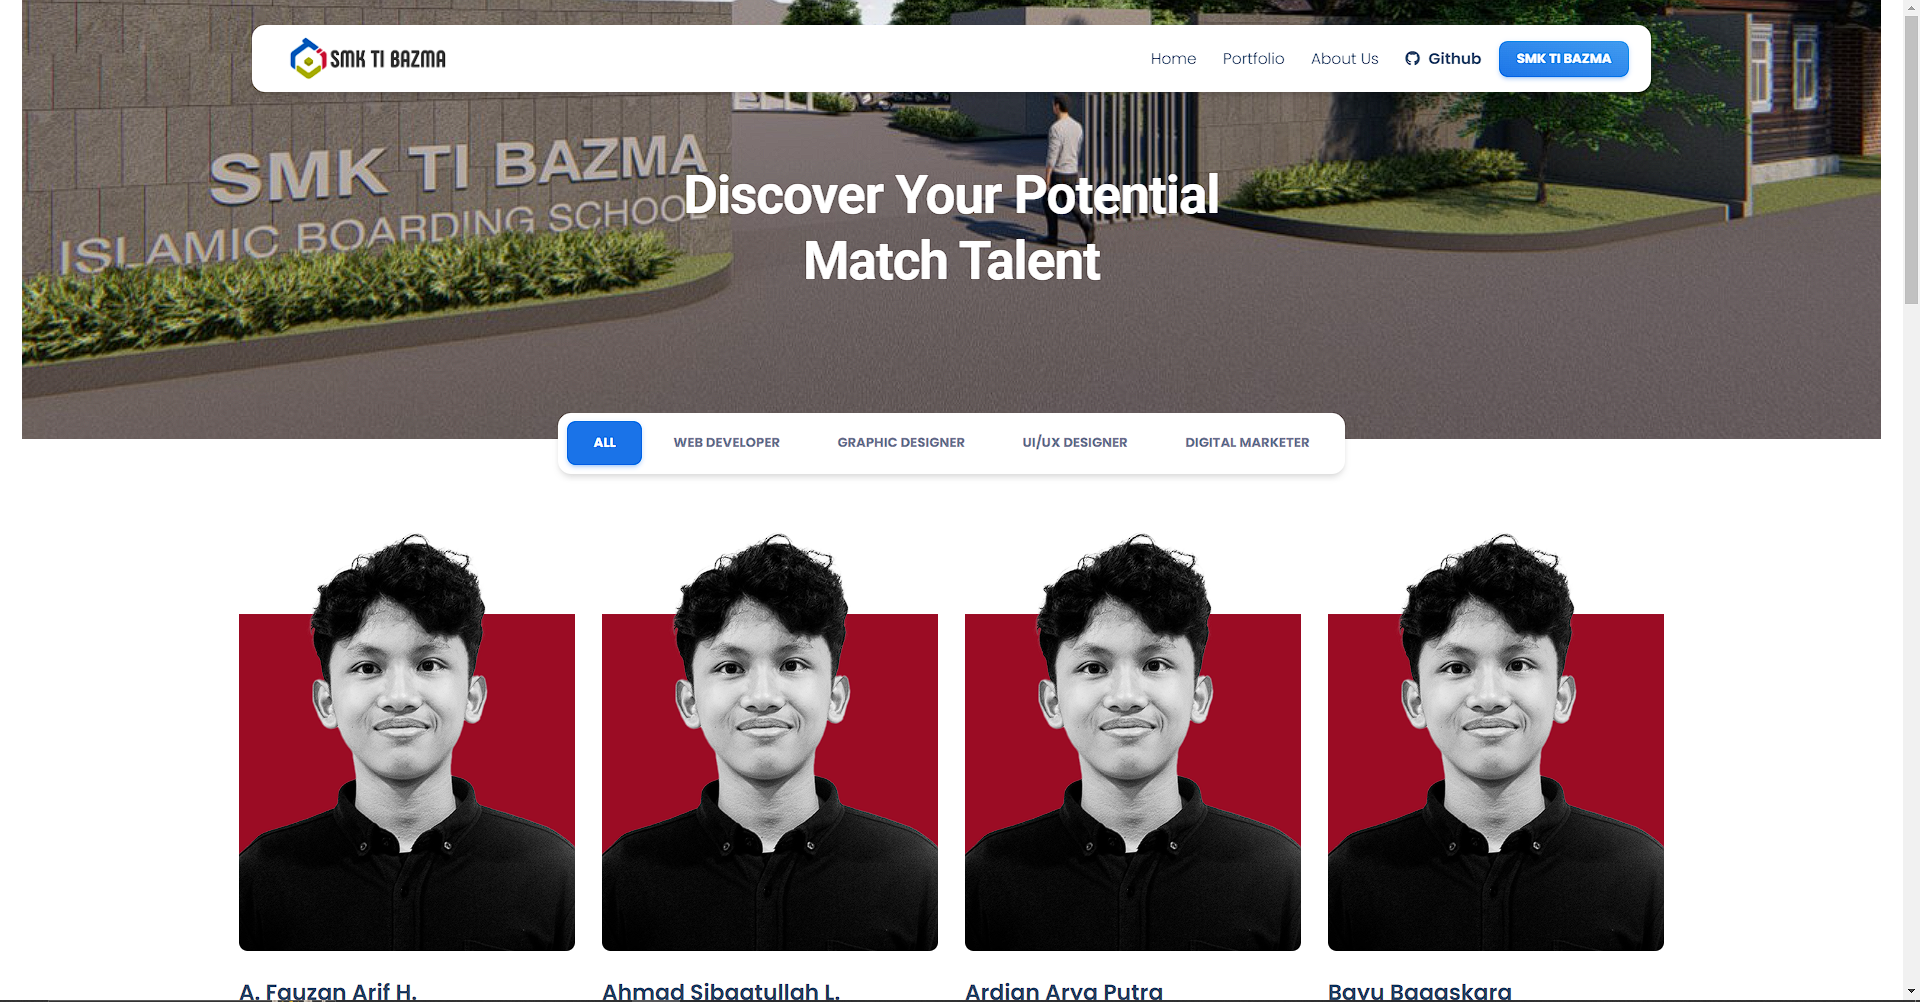 SMK TI BAZMA
Home
Portfolio
About Us
Github
SMK TI BAZMA
SMK TI BAZMA
ISLAMIC BOARDING SCHOOL
Discover Your Potential
Match Talent
ALL
WEB DEVELOPER
GRAPHIC DESIGNER
UI/UX DESIGNER
DIGITAL MARKETER
A. Fauzan Arif H.
Ahmad Sibaqtullah L.
Ardian Arya Putra
Bayu Bagaskara